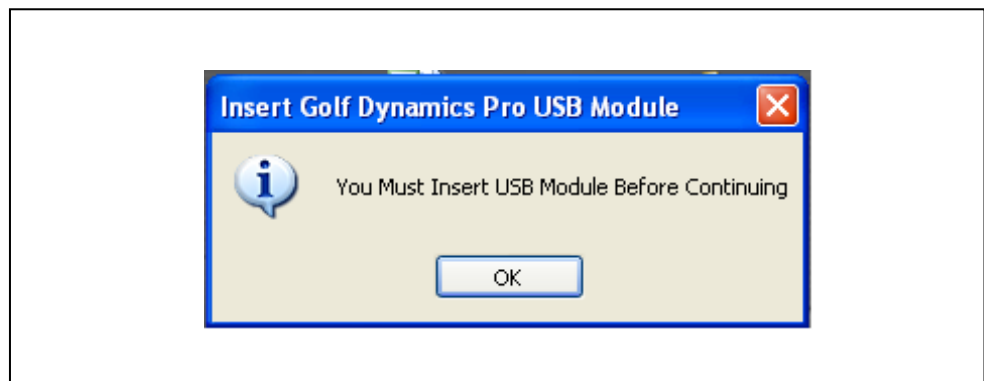 Insert Golf Dynamics Pro USB Module
You Must Insert USB Module Before Continuing
OK